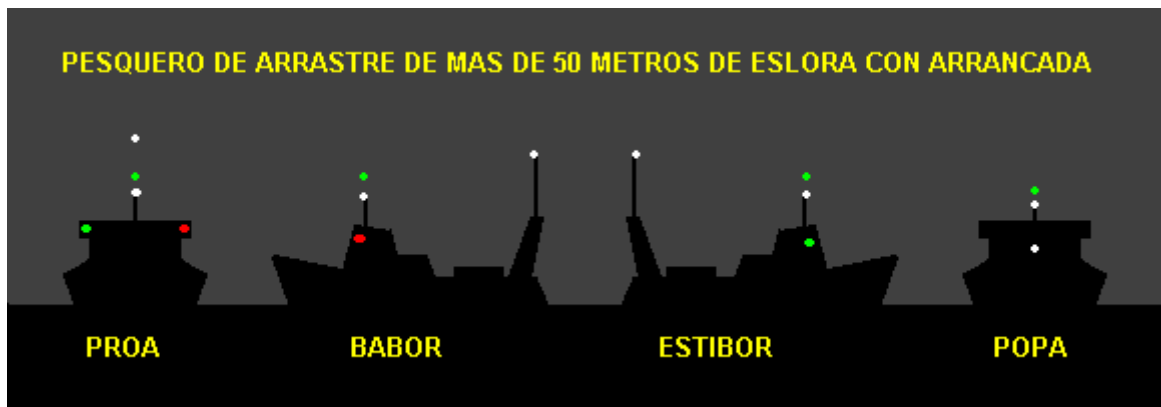 PESQUERO DE ARRASTRE DE MAS DE 50 METROS DE ESLORA CON ARRANCADA
PROA BABOR ESTIBOR POPA